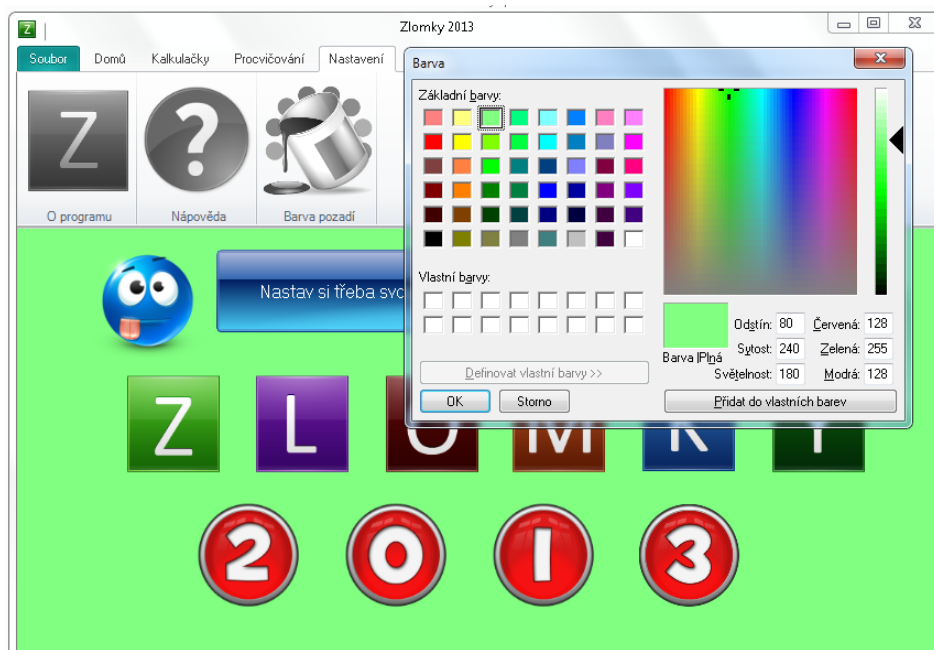 Z
Zlomky 2013
Soubor Domů Kalkulačky Procvičování Nastavení
Z
?
O programu Nápověda Barva pozadí
Nastav si třeba svo
Barva
Základní barvy:
Vlastní barvy:
Definovat vlastní barvy >>
OK Storno
Barva|Plná
Odstín: 80 Červená: 128
Sytost: 240 Zelená: 255
Světelnost: 180 Modrá: 128
Přidat do vlastních barev
Z L O M K Y
2 0 1 3